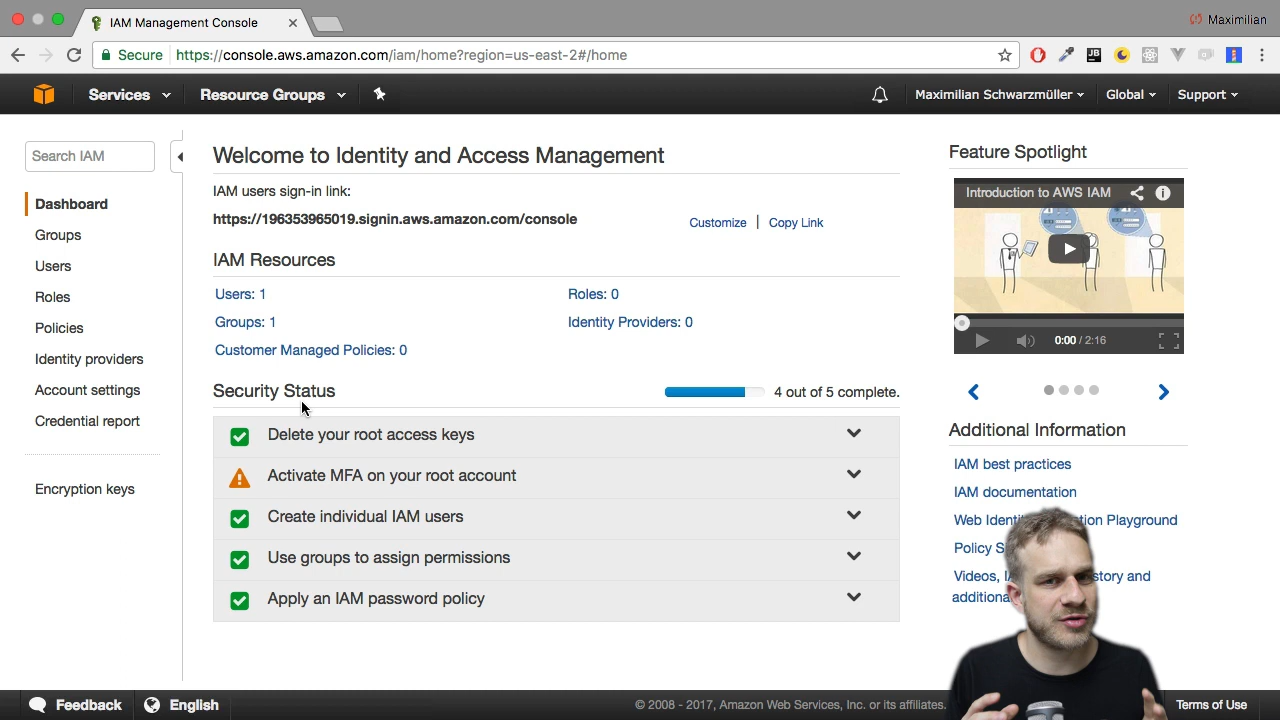 IAM Management Console
Maximilian
Secure
https://console.aws.amazon.com/iam/home?region=us-east-2#/home
JB
Services
Resource Groups
Maximilian Schwarzmüller
Global
Support
Search IAM
Dashboard
Groups
Users
Roles
Policies
Identity providers
Account settings
Credential report
Encryption keys
Welcome to Identity and Access Management
IAM users sign-in link:
https://196353965019.signin.aws.amazon.com/console
Customize | Copy Link
IAM Resources
Users: 1
Roles: 0
Groups: 1
Identity Providers: 0
Customer Managed Policies: 0
Security Status
4 out of 5 complete.
Delete your root access keys
Activate MFA on your root account
Create individual IAM users
Use groups to assign permissions
Apply an IAM password policy
Feature Spotlight
Introduction to AWS IAM
0:00 / 2:16
Additional Information
IAM best practices
IAM documentation
Web Playground
Policy
Videos, and
Feedback
English
© 2008 - 2017, Amazon Web Services, Inc. or its affiliates.
Terms of Use